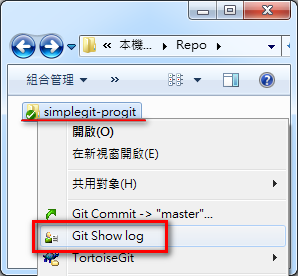 本機... ▸ Repo ▸
組合管理 ▾ »
simplegit-progit
開啟(O)
在新視窗開啟(E)
共用對象(H)
Git Commit -> "master"...
Git Show log
TortoiseGit